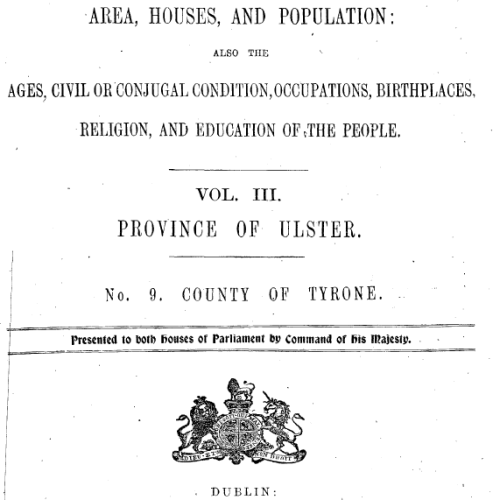 AREA, HOUSES, AND POPULATION:
ALSO THE
AGES, CIVIL OR CONJUGAL CONDITION, OCCUPATIONS, BIRTHPLACES,
RELIGION, AND EDUCATION OF THE PEOPLE.
VOL. III.
PROVINCE OF ULSTER.
No. 9. COUNTY OF TYRONE.
Presented to both Houses of Parliament by Command of His Majesty.
DUBLIN: